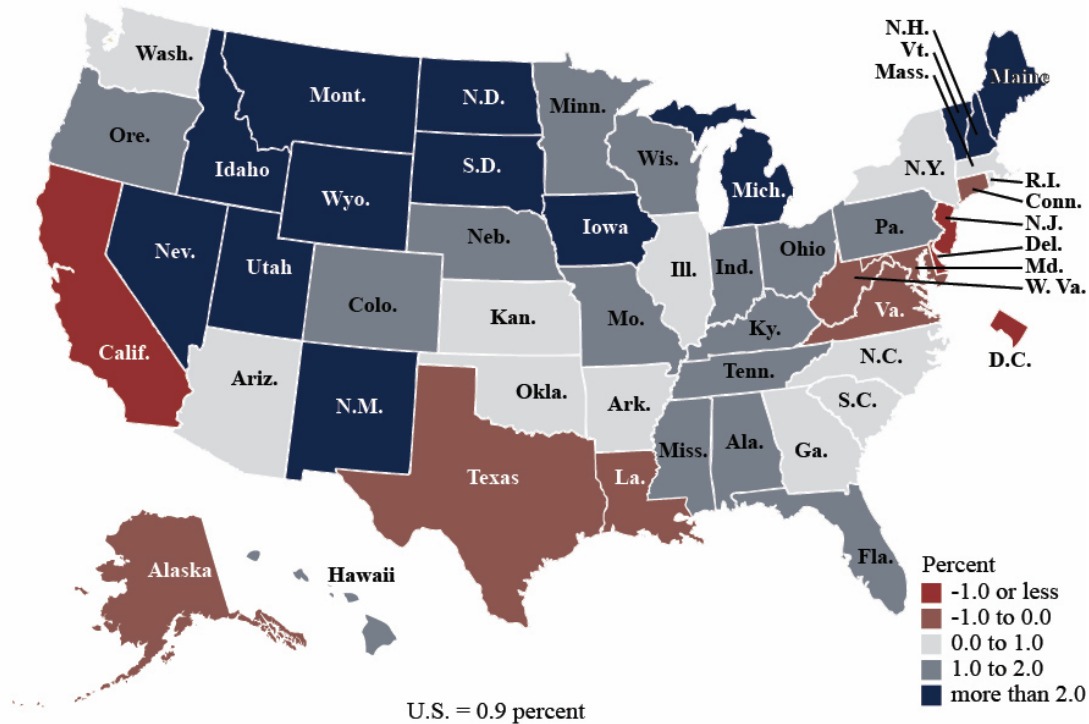 N.H.
Vt.
Mass.
Maine
Wash.
Mont.
N.D.
Minn.
Ore.
Idaho
S.D.
Wis.
Mich.
N.Y.
R.I.
Conn.
N.J.
Del.
Md.
W. Va.
Wyo.
Iowa
Neb.
Pa.
Nev.
Utah
Colo.
Ill.
Ind.
Ohio
Kan.
Mo.
Ky.
Va.
Calif.
D.C.
Ariz.
N.M.
Okla.
Ark.
Tenn.
N.C.
S.C.
Miss.
Ala.
Ga.
Texas
La.
Fla.
Alaska
Hawaii
Percent
-1.0 or less
-1.0 to 0.0
0.0 to 1.0
1.0 to 2.0
more than 2.0
U.S. = 0.9 percent